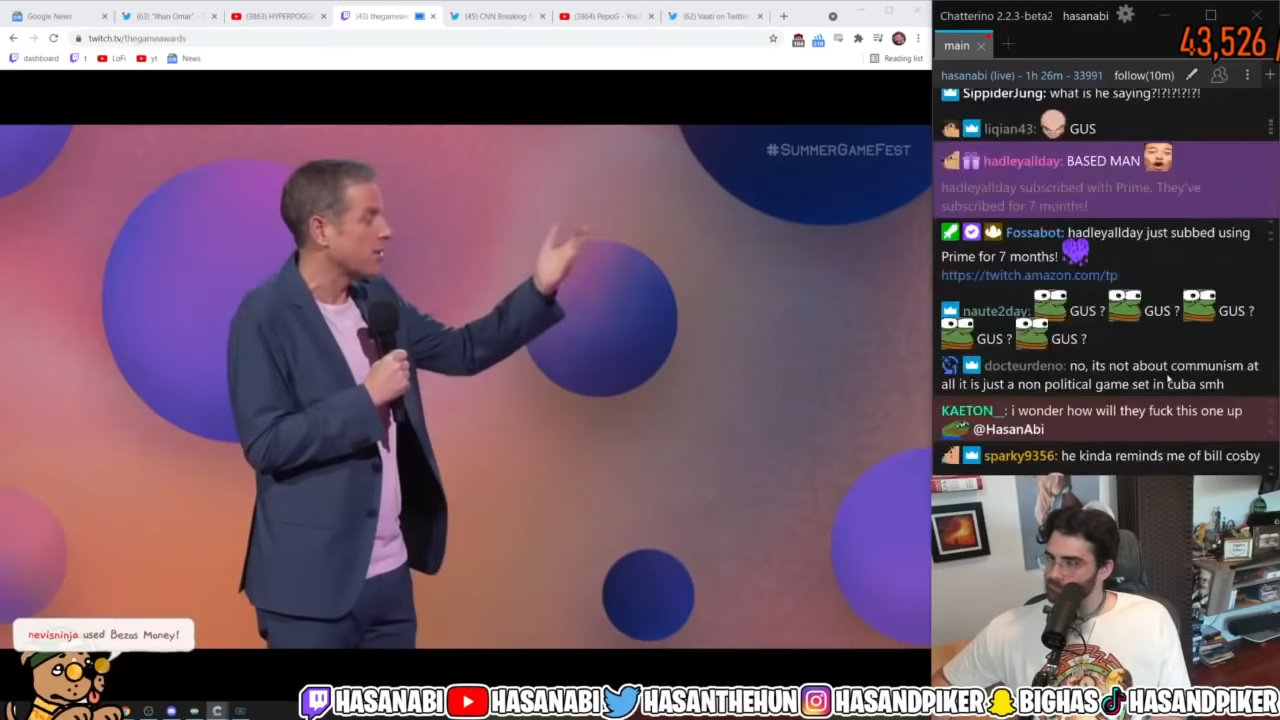 Google News
(63) "Ilhan Omar" - T
(3863) HYPERPOGG
(43) thegameaw
(45) CNN Breaking
(3864) PepoG - You
(62) Vaati on Twitter
twitch.tv/thegameawards
dashboard
t
LoFi
yt
News
Reading list
#SUMMERGAMEFEST
nevisninja used Bezas Money!
Chatterino 2.2.3-beta2
hasanabi
main
43,526 /
hasanabi (live) - 1h 26m - 33991
follow(10m)
SippiderJung: what is he saying?!?!?!?!?!
liqian43: GUS
hadleyallday: BASED MAN
hadleyallday subscribed with Prime. They've
subscribed for 7 months!
Fossabot: hadleyallday just subbed using
Prime for 7 months!
https://twitch.amazon.com/tp
naute2day: GUS ? GUS ? GUS ?
GUS ? GUS ?
docteurdeno: no, its not about communism at
all it is just a non political game set in cuba smh
KAETON__: i wonder how will they fuck this one up
@HasanAbi
sparky9356: he kinda reminds me of bill cosby
HASANABI HASANABI HASANTHEHUN HASANDPIKER BIGHAS HASANDPIKER